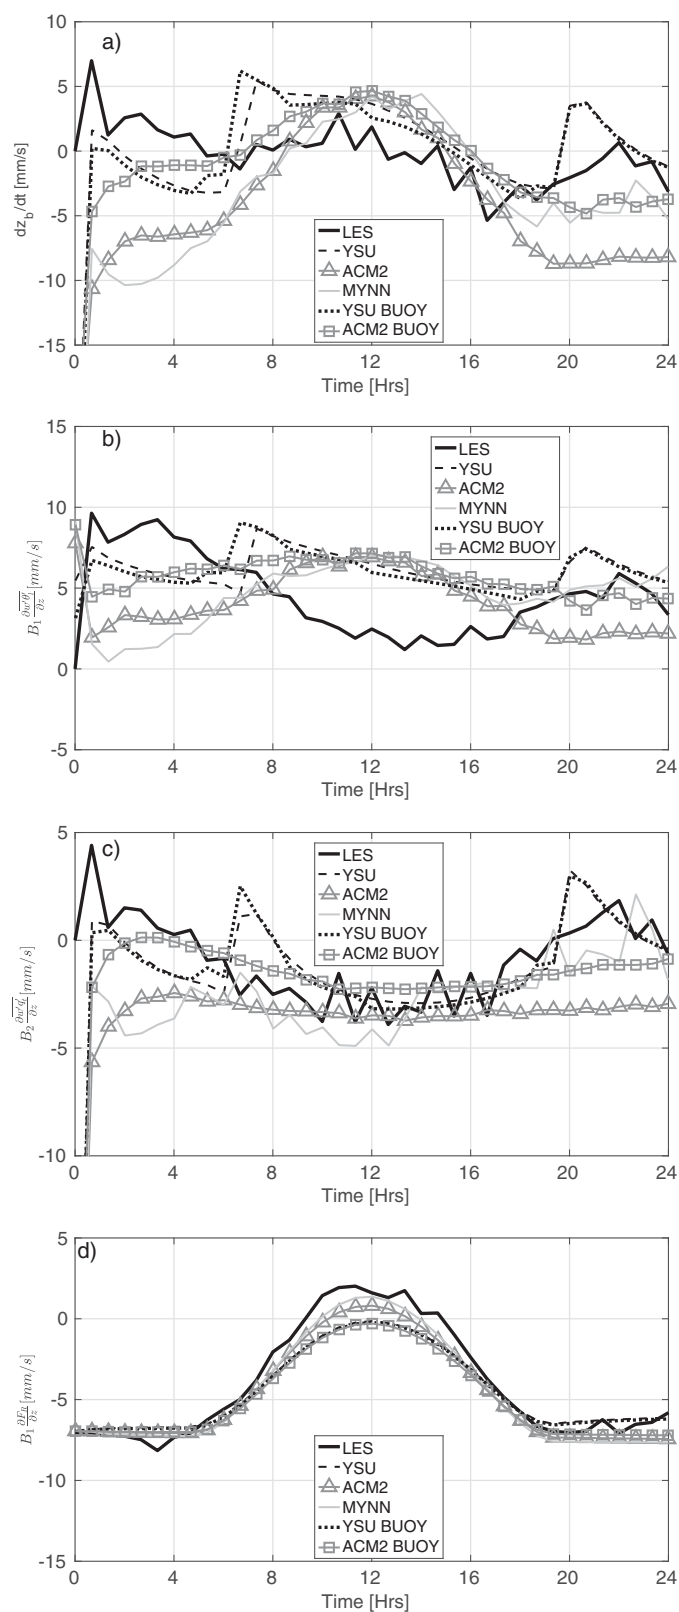 10
a)
5
0
dz_b/dt [mm/s]
-5
-10
-15
LES
YSU
ACM2
MYNN
YSU BUOY
ACM2 BUOY
0 4 8 12 16 20 24
Time [Hrs]
15
b)
10
5
0
-5
LES
YSU
ACM2
MYNN
YSU BUOY
ACM2 BUOY
0 4 8 12 16 20 24
Time [Hrs]
5
c)
0
-5
-10
LES
YSU
ACM2
MYNN
YSU BUOY
ACM2 BUOY
0 4 8 12 16 20 24
Time [Hrs]
5
d)
0
-5
B₁ ∂F_R/∂z [mm/s]
-10
-15
LES
YSU
ACM2
MYNN
YSU BUOY
ACM2 BUOY
0 4 8 12 16 20 24
Time [Hrs]